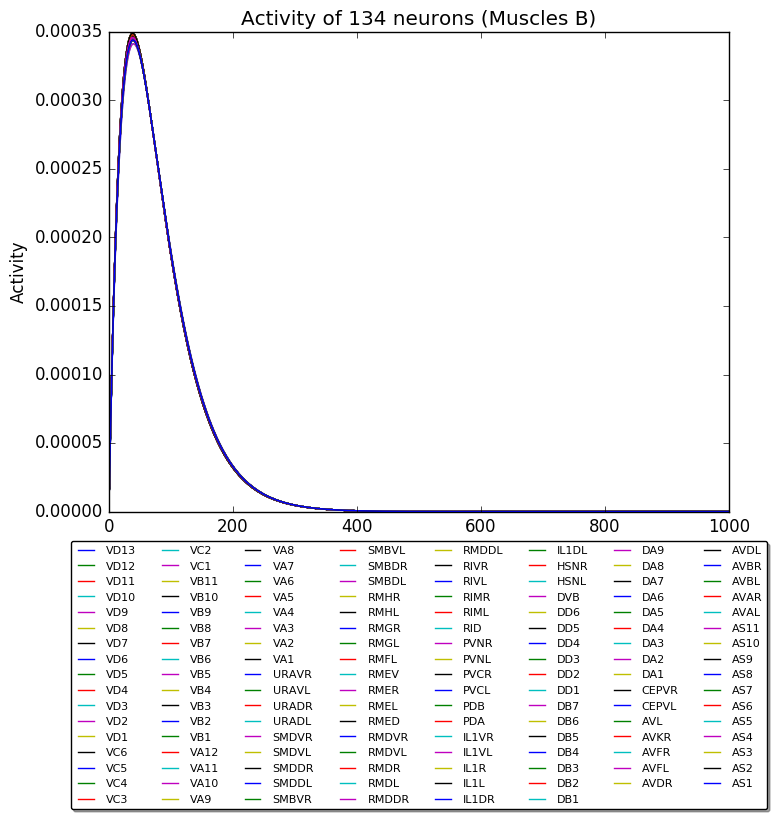 Activity of 134 neurons (Muscles B)
0.00035
0.00030
0.00025
0.00020
0.00015
0.00010
0.00005
0.00000
Activity
0 200 400 600 800 1000
VD13 VC2 VA8 SMBVL RMDDL IL1DL DA9 AVDL
VD12 VC1 VA7 SMBDR RIVR HSNR DA8 AVBR
VD11 VB11 VA6 SMBDL RIVL HSNL DA7 AVBL
VD10 VB10 VA5 RMHR RIMR DVB DA6 AVAR
VD9 VB9 VA4 RMHL RIML DD6 DA5 AVAL
VD8 VB8 VA3 RMGR RID DD5 DA4 AS11
VD7 VB7 VA2 RMGL PVNR DD4 DA3 AS10
VD6 VB6 VA1 RMFL PVNL DD3 DA2 AS9
VD5 VB5 URAVR RMEV PVCR DD2 DA1 AS8
VD4 VB4 URAVL RMER PVCL DD1 CEPVR AS7
VD3 VB3 URADR RMEL PDB DB7 CEPVL AS6
VD2 VB2 URADL RMED PDA DB6 AVL AS5
VD1 VB1 SMDVR RMDVR IL1VR DB5 AVKR AS4
VC6 VA12 SMDVL RMDVL IL1VL DB4 AVFR AS3
VC5 VA11 SMDDR RMDR IL1R DB3 AVFL AS2
VC4 VA10 SMDDL RMDL IL1L DB2 AVDR AS1
VC3 VA9 SMBVR RMDDR IL1DR DB1